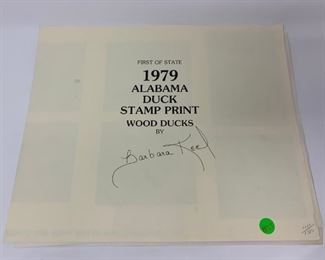 FIRST OF STATE
1979
ALABAMA
DUCK
STAMP PRINT
WOOD DUCKS
BY
Barbara Keel